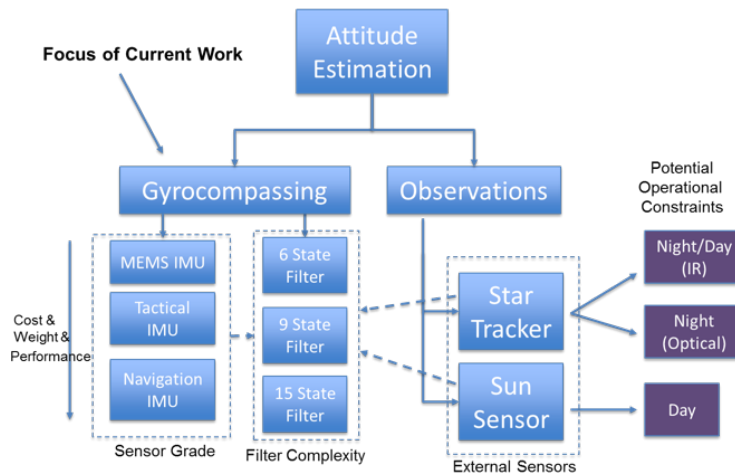 Attitude
Estimation
Focus of Current Work
Gyrocompassing
Observations
Potential
Operational
Constraints
MEMS IMU
Tactical
IMU
Navigation
IMU
6 State
Filter
9 State
Filter
15 State
Filter
Star
Tracker
Sun
Sensor
Night/Day
(IR)
Night
(Optical)
Day
Cost &
Weight&
Performance
Sensor Grade
Filter Complexity
External Sensors